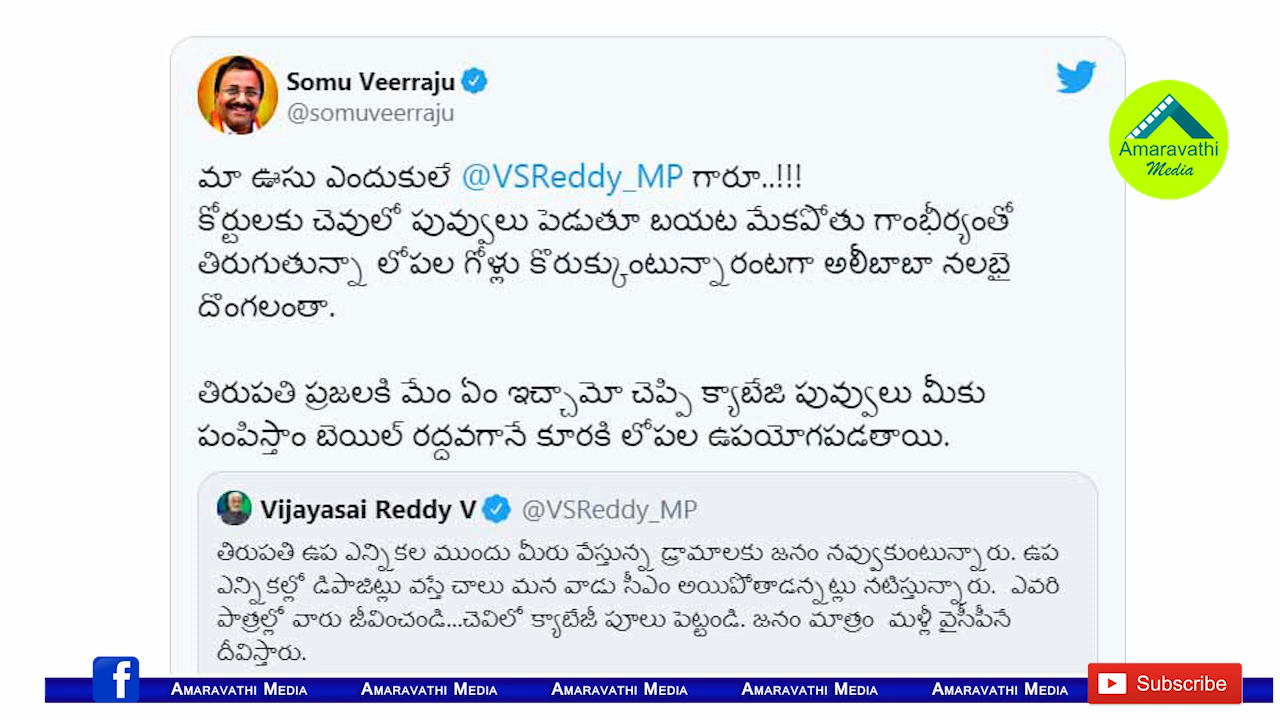 Somu Veerraju
@somuveerraju
Amaravathi
Media
మా ఊసు ఎందుకులే @VSReddy_MP గారూ..!!!
కోర్టులకు చెవులో పువ్వులు పెడుతూ బయట మేకపోతు గాంభీర్యంతో
తిరుగుతున్నా లోపల గోళ్లు కొరుక్కుంటున్నారంటగా అలీబాబా నలభై
దొంగలంతా.
తిరుపతి ప్రజలకి మేం ఏం ఇచ్చామో చెప్పి క్యాబేజి పువ్వులు మీకు
పంపిస్తాం బెయిల్ రద్దవగానే కూరకి లోపల ఉపయోగపడతాయి.
Vijayasai Reddy V @VSReddy_MP
తిరుపతి ఉప ఎన్నికల ముందు మీరు వేస్తున్న డ్రామాలకు జనం నవ్వుకుంటున్నారు. ఉప
ఎన్నికల్లో డిపాజిట్లు వస్తే చాలు మన వాడు సీఎం అయిపోతాడన్నట్లు నటిస్తున్నారు. ఎవరి
పాత్రల్లో వారు జీవించండి...చెవిలో క్యాబేజీ పూలు పెట్టండి. జనం మాత్రం మళ్లీ వైసీపీనే
దీవిస్తారు.
f Amaravathi Media Amaravathi Media Amaravathi Media Amaravathi Media Amaravathi Media Subscribe